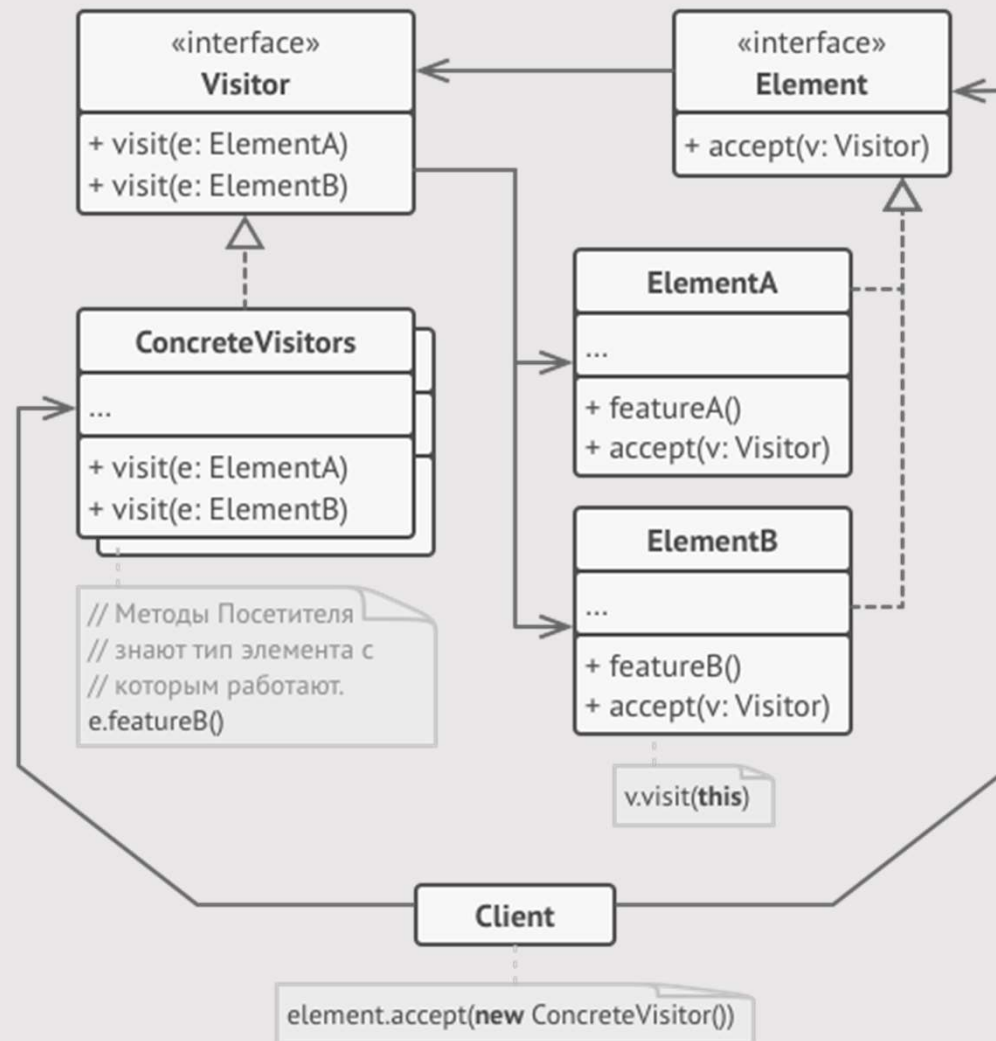 «interface»
Visitor
+ visit(e: ElementA)
+ visit(e: ElementB)
«interface»
Element
+ accept(v: Visitor)
ConcreteVisitors
...
+ visit(e: ElementA)
+ visit(e: ElementB)
// Методы Посетителя
// знают тип элемента с
// которым работают.
e.featureB()
ElementA
...
+ featureA()
+ accept(v: Visitor)
ElementB
...
+ featureB()
+ accept(v: Visitor)
v.visit(this)
Client
element.accept(new ConcreteVisitor())